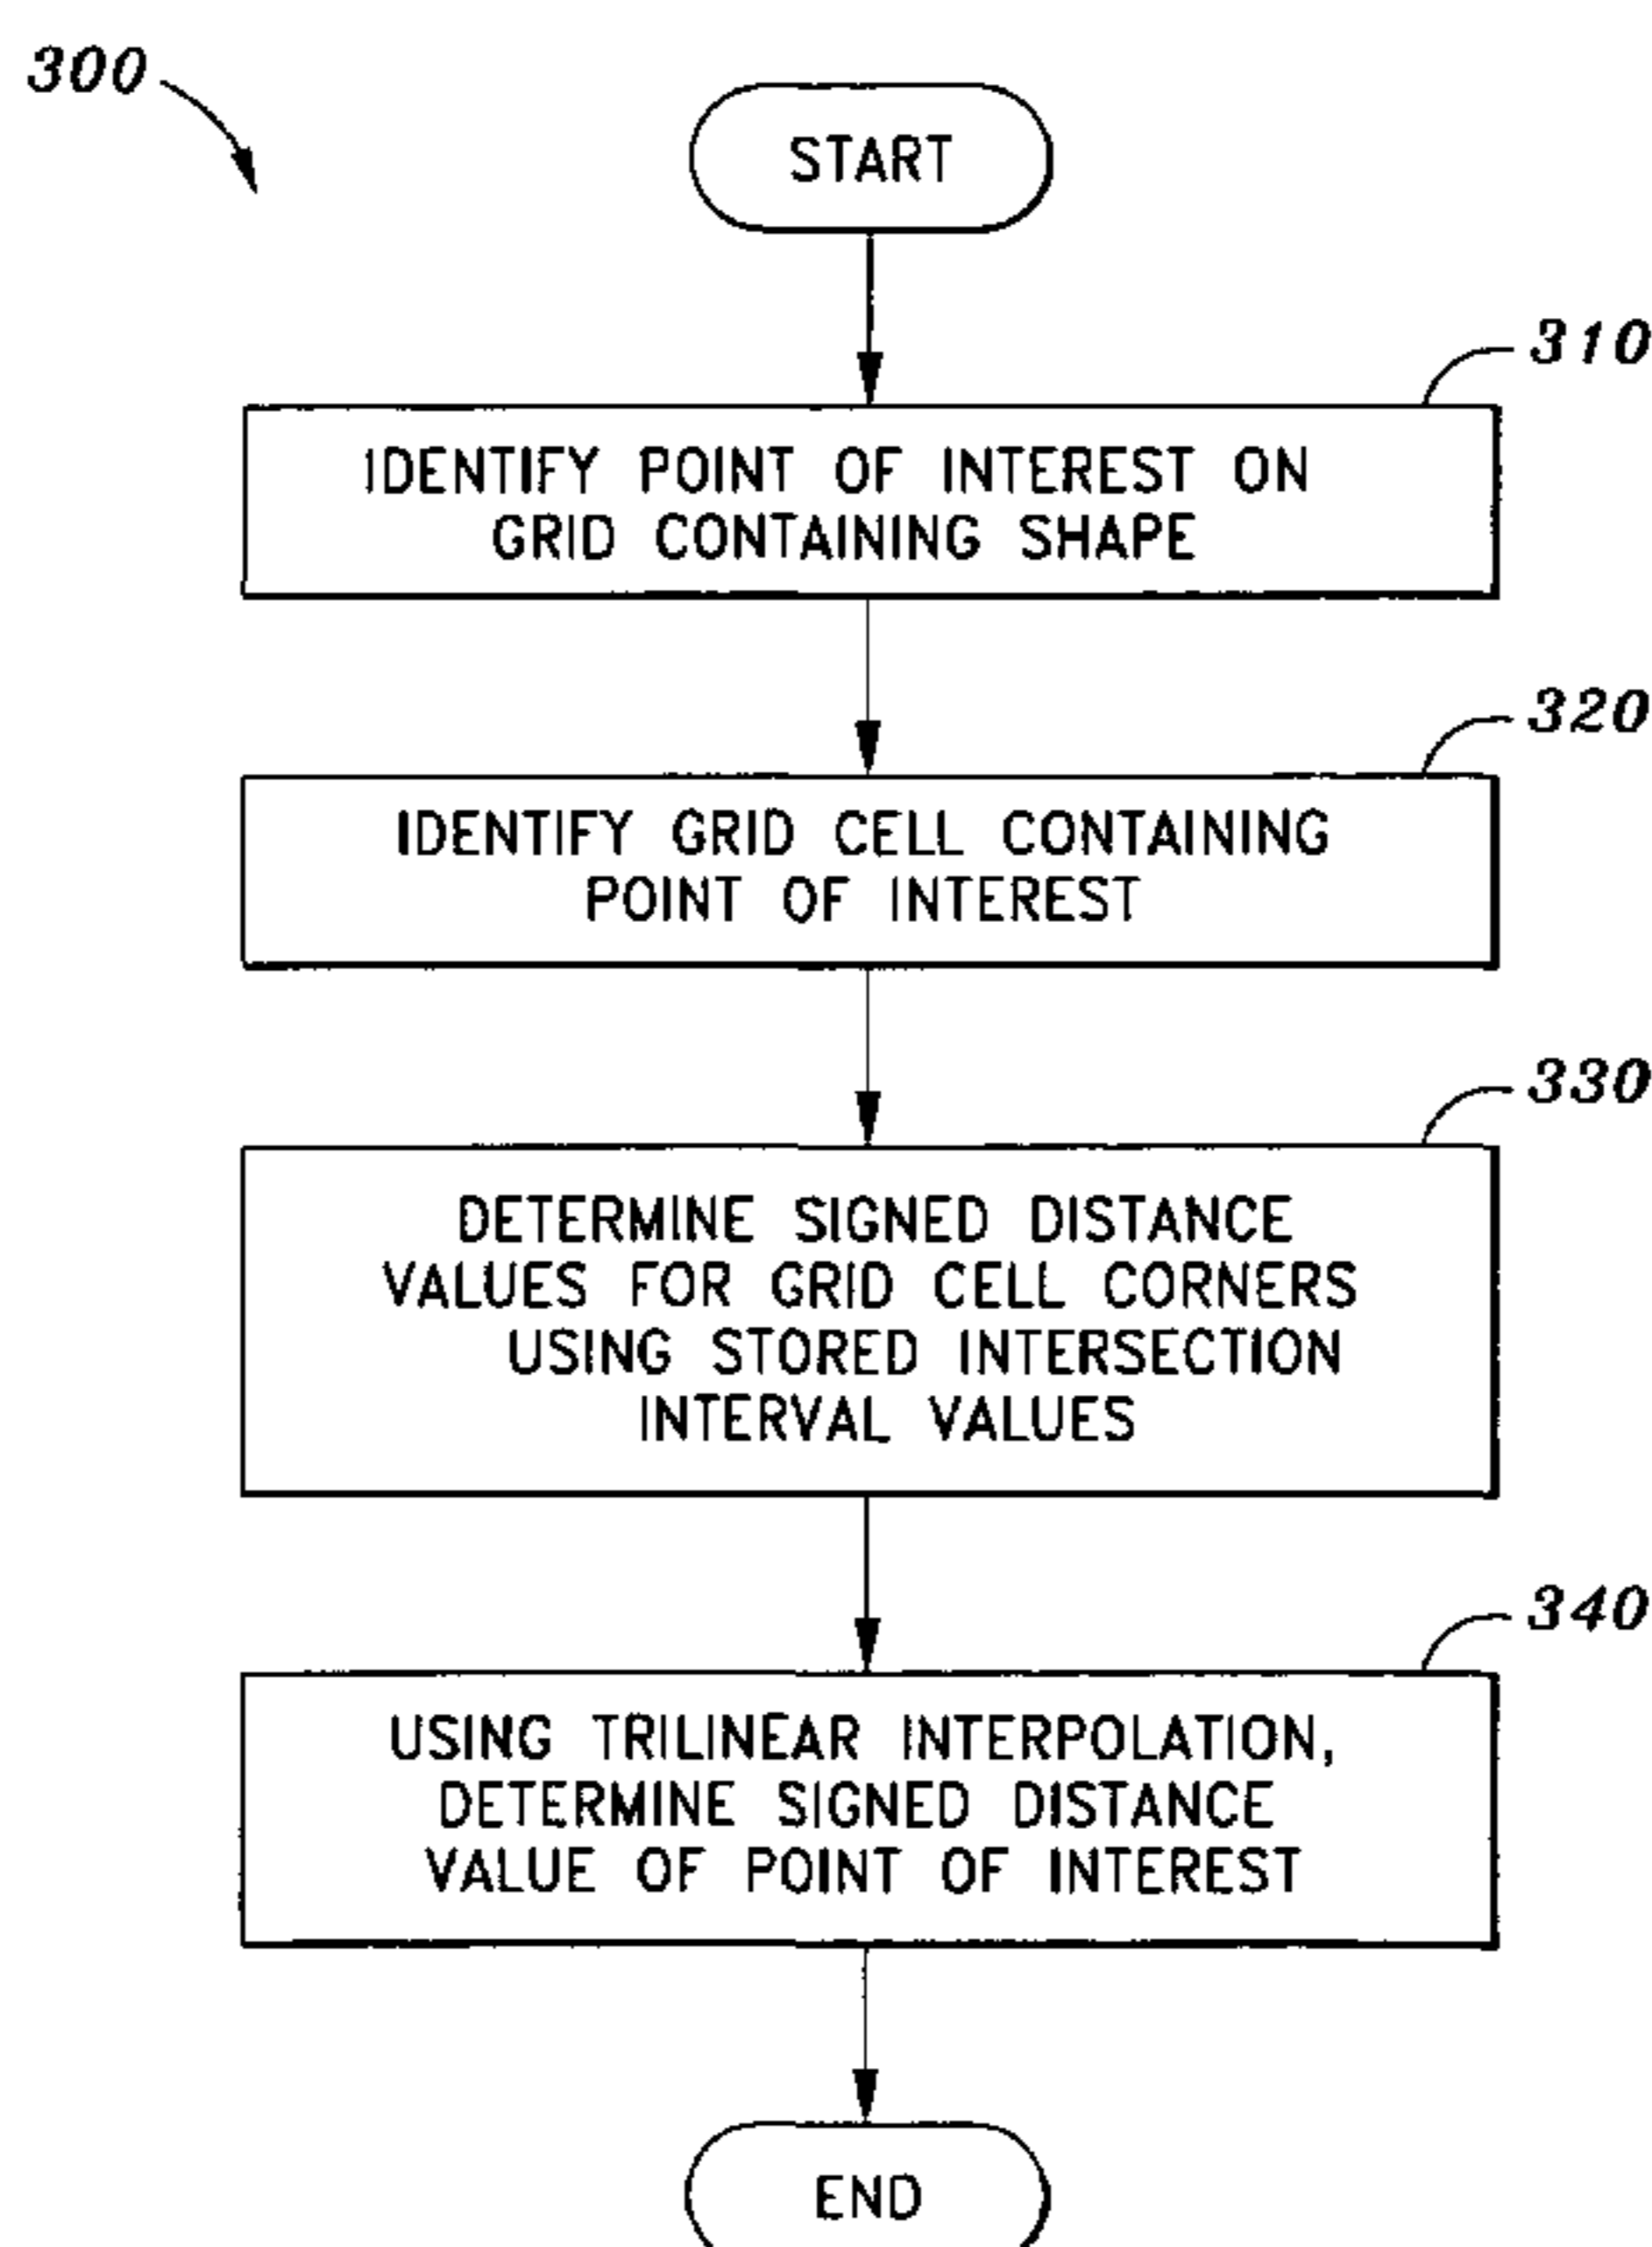 300
START
310
IDENTIFY POINT OF INTEREST ON
GRID CONTAINING SHAPE
320
IDENTIFY GRID CELL CONTAINING
POINT OF INTEREST
330
DETERMINE SIGNED DISTANCE
VALUES FOR GRID CELL CORNERS
USING STORED INTERSECTION
INTERVAL VALUES
340
USING TRILINEAR INTERPOLATION,
DETERMINE SIGNED DISTANCE
VALUE OF POINT OF INTEREST
END